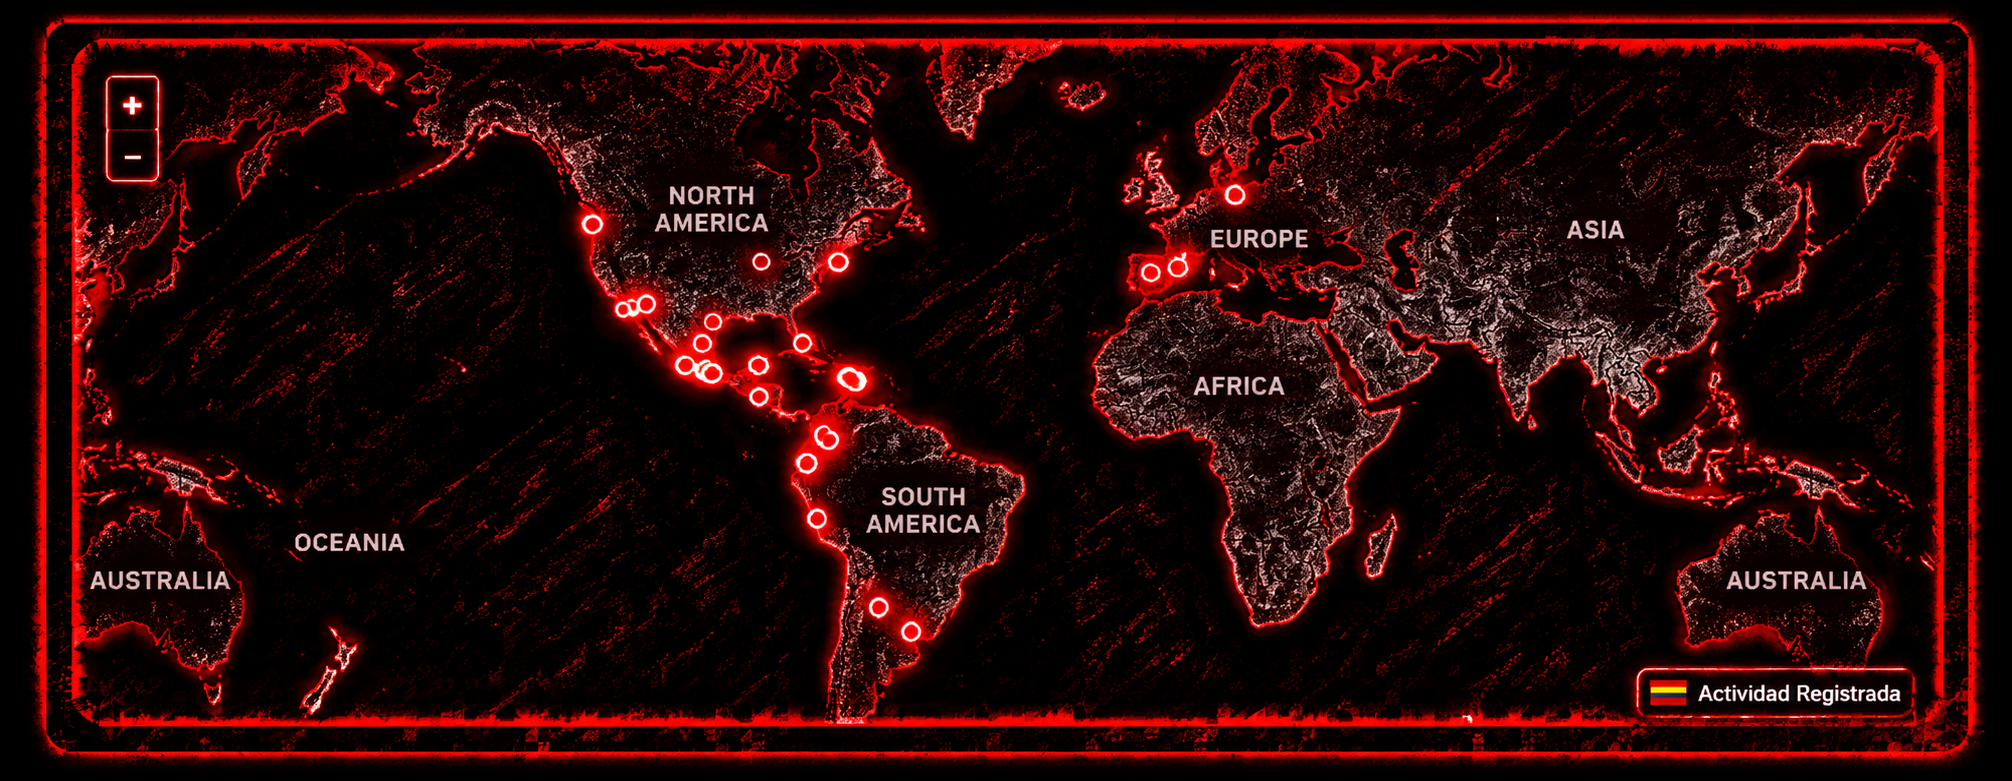 +
−
NORTH
AMERICA
EUROPE
ASIA
AFRICA
SOUTH
AMERICA
OCEANIA
AUSTRALIA
AUSTRALIA
Actividad Registrada